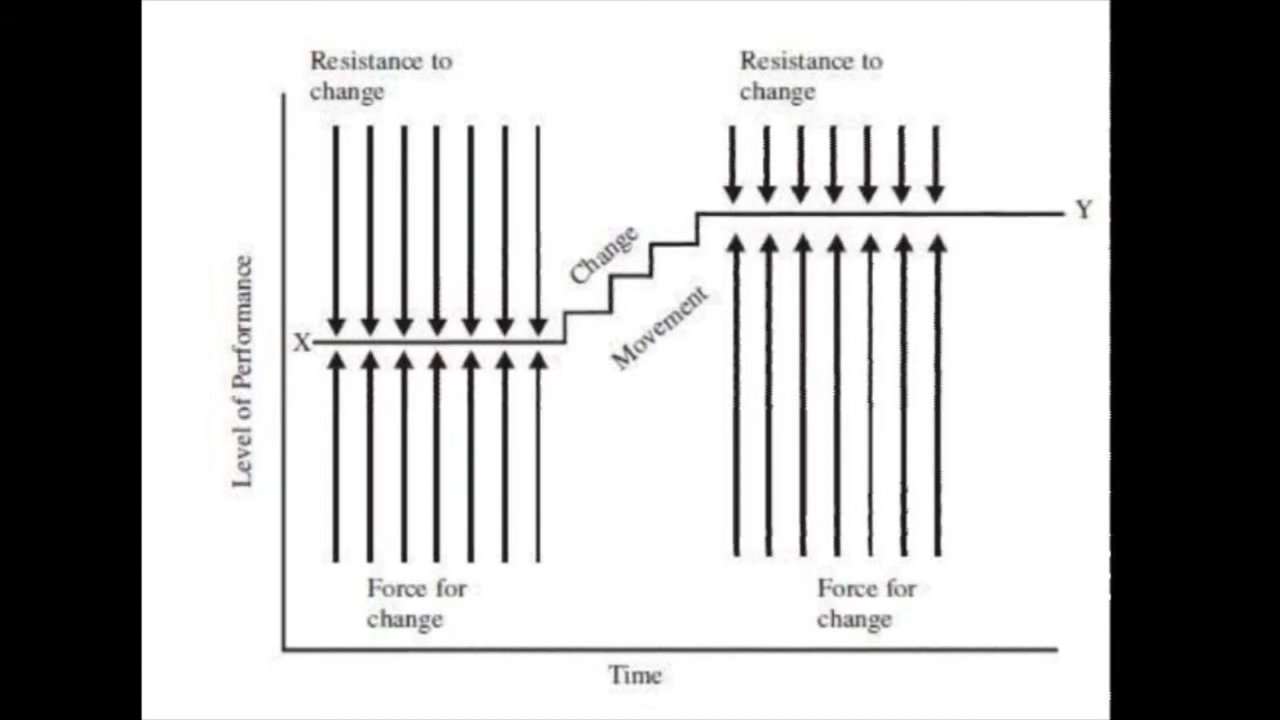 Resistance to
change
Resistance to
change
Level of Performance
X
Change
Movement
Y
Force for
change
Force for
change
Time